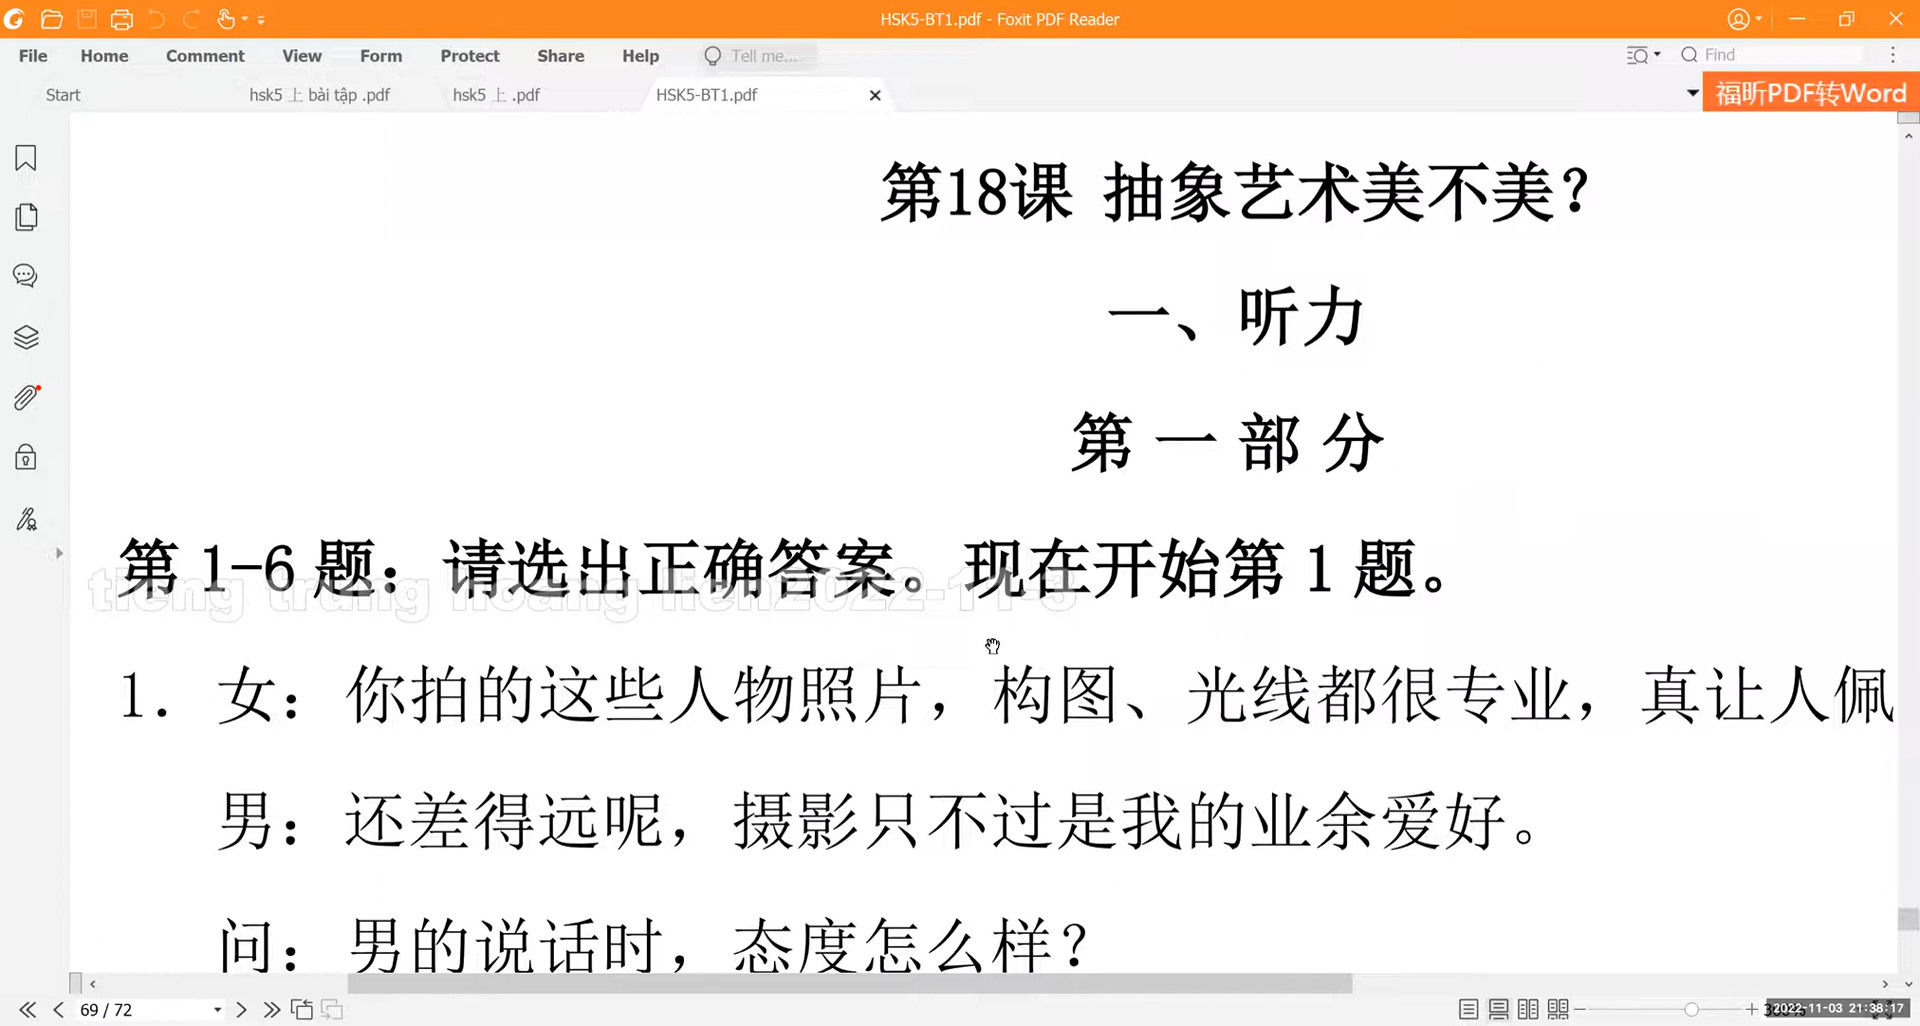 HSK5-BT1.pdf - Foxit PDF Reader
File Home Comment View Form Protect Share Help Tell me... Find
Start hsk5 上 bài tập .pdf hsk5 上 .pdf HSK5-BT1.pdf 福昕PDF转Word
第18课 抽象艺术美不美？
一、听力
第一部分
第 1-6 题：请选出正确答案。现在开始第 1 题。
tieng trung hoang lien2022-11-3
1. 女：你拍的这些人物照片，构图、光线都很专业，真让人佩
男：还差得远呢，摄影只不过是我的业余爱好。
问：男的说话时，态度怎么样？
69 / 72
2022-11-03 21:38:17